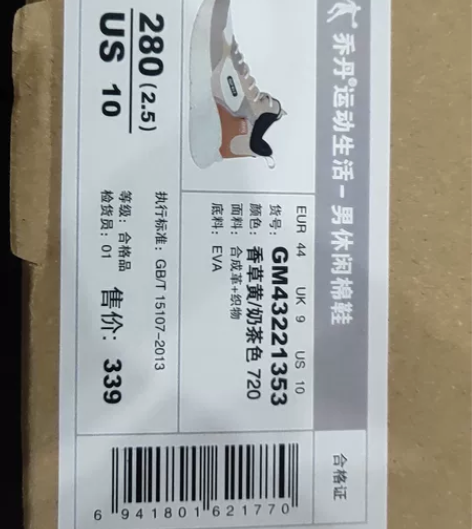 乔丹®运动生活-男休闲棉鞋
合格证
EUR 44 UK 9 US 10
货号: GM43221353
颜色: 香草黄/奶茶色 720
面料: 合成革+织物
底料: EVA
280(2.5)
US 10
执行标准: GB/T 15107-2013
等级: 合格品
检货员: 01
售价: 339
6 941801 621770